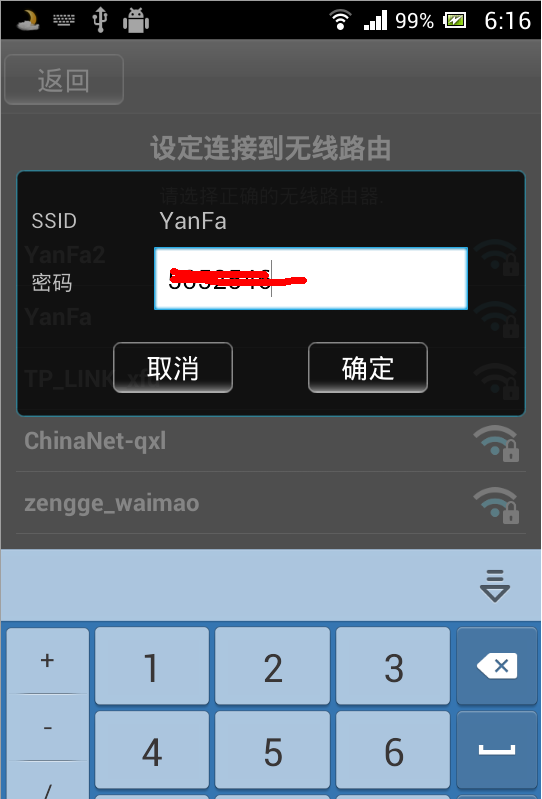 99% 6:16
返回
设定连接到无线路由
请选择正确的无线路由器.
SSID YanFa
YanFa2
密码
YanFa
取消 确定
ChinaNet-qxl
zengge_waimao
+ 1 2 3
- 4 5 6
/